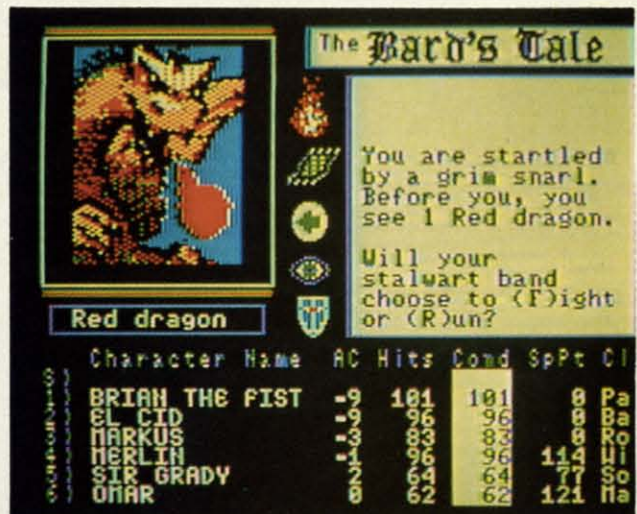 The Bard's Tale
You are startled
by a grim snarl.
Before you, you
see 1 Red dragon.
Will your
stalwart band
choose to (F)ight
or (R)un?
Red dragon
Character Name AC Hits Cond SpPt Cl
S)
1) BRIAN THE FIST -9 101 101 0 Pa
2) EL CID -9 96 96 0 Ba
3) MARKUS -3 83 83 0 Ro
4) MERLIN -1 96 96 114 Wi
5) SIR GRADY 2 64 64 77 So
6) OMAR 0 62 62 121 Ma